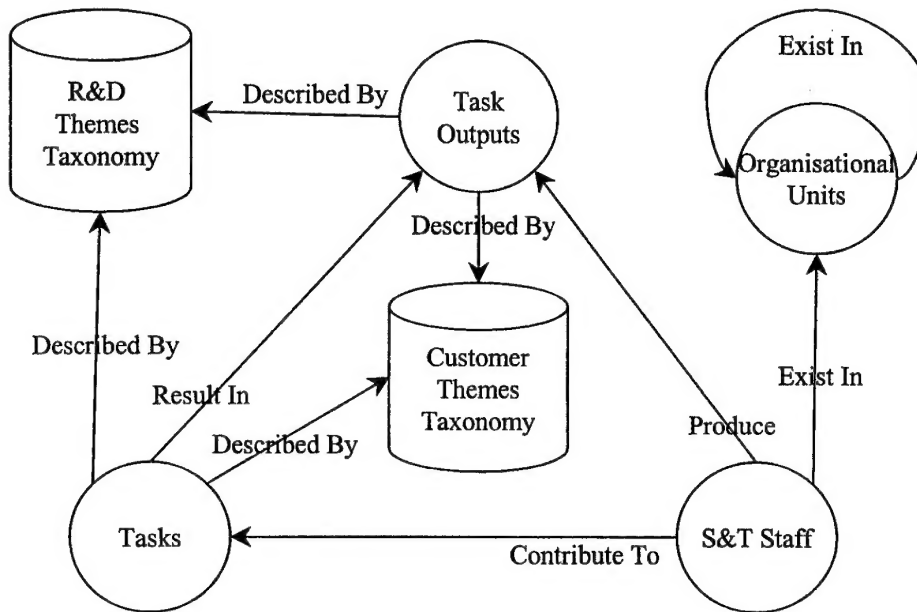 Exist In
R&D
Themes
Taxonomy
Described By
Task
Outputs
Organisational
Units
Described By
Described By
Customer
Themes
Taxonomy
Exist In
Result In
Described By
Produce
Tasks
S&T Staff
Contribute To